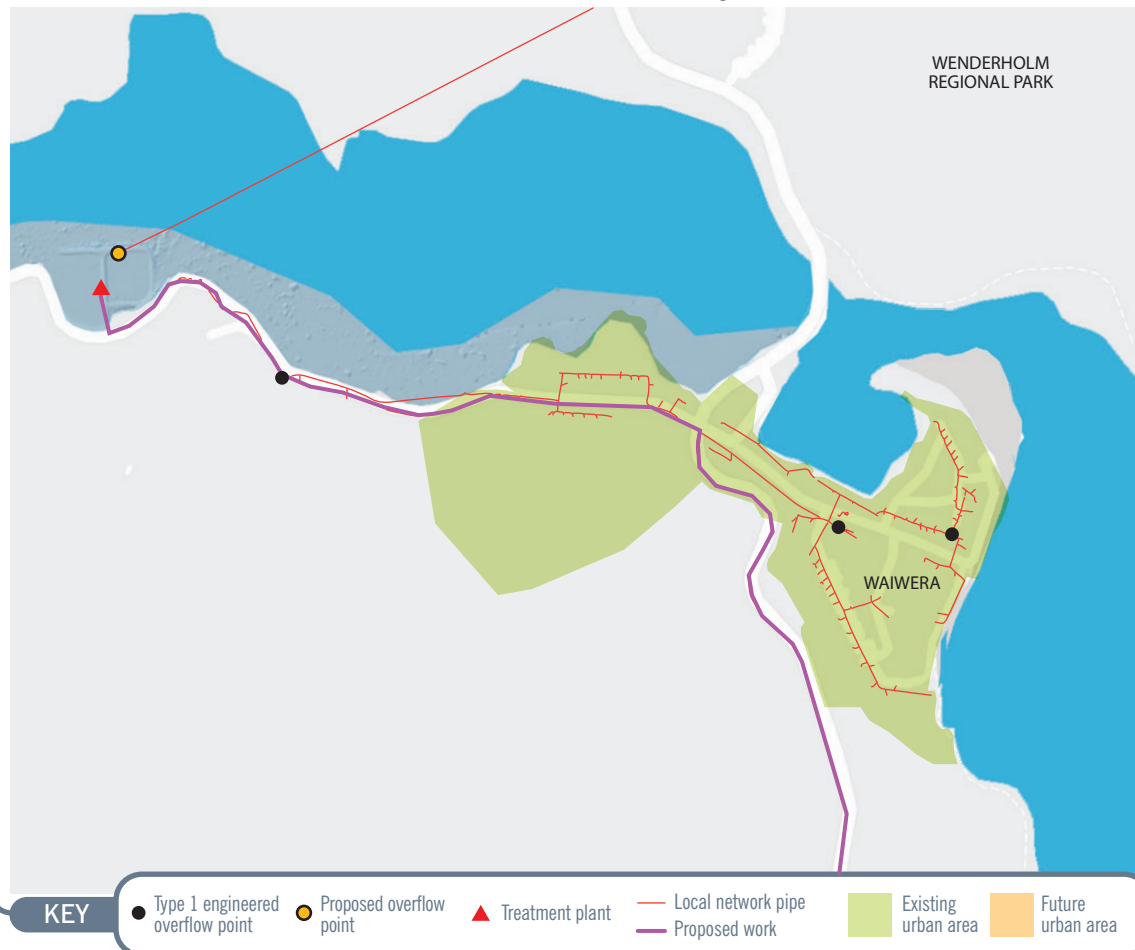 WENDERHOLM
REGIONAL PARK
WAIWERA
KEY
Type 1 engineered
overflow point
Proposed overflow
point
Treatment plant
Local network pipe
Proposed work
Existing
urban area
Future
urban area